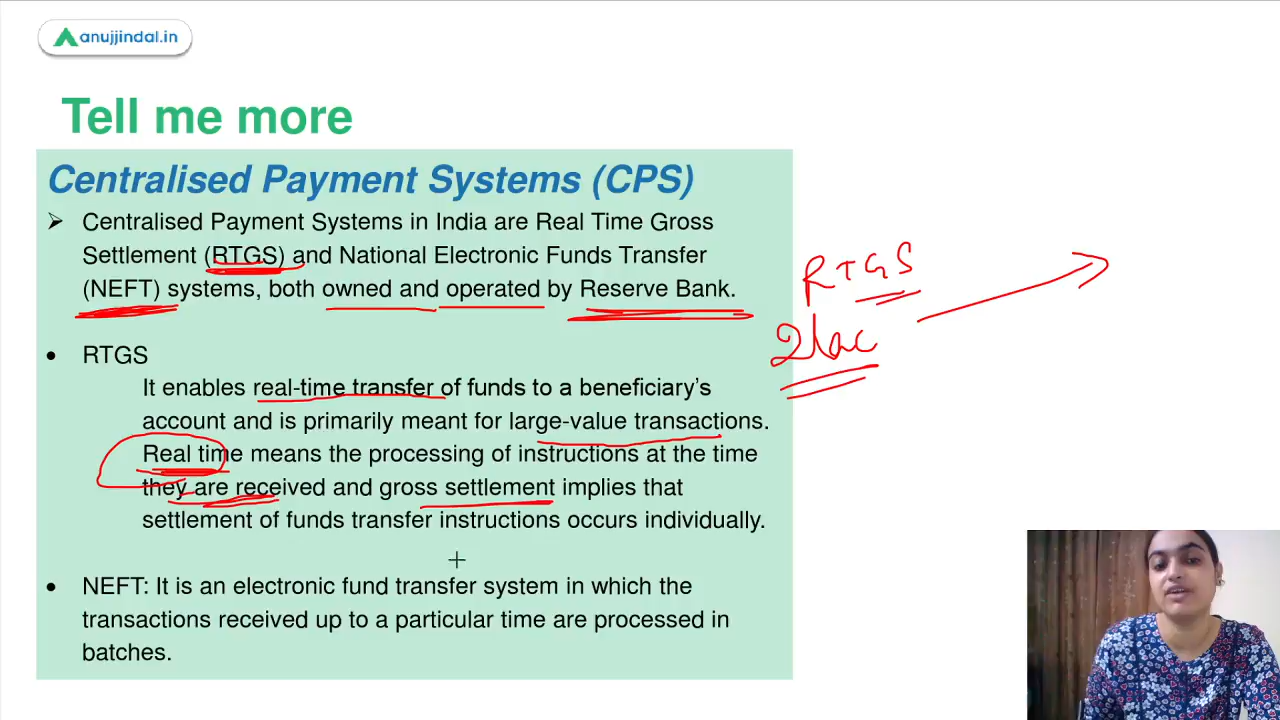 anujjindal.in
Tell me more
Centralised Payment Systems (CPS)
Centralised Payment Systems in India are Real Time Gross
Settlement (RTGS) and National Electronic Funds Transfer
(NEFT) systems, both owned and operated by Reserve Bank.
RTGS
2lac
• RTGS
It enables real-time transfer of funds to a beneficiary's
account and is primarily meant for large-value transactions.
Real time means the processing of instructions at the time
they are received and gross settlement implies that
settlement of funds transfer instructions occurs individually.
• NEFT: It is an electronic fund transfer system in which the
transactions received up to a particular time are processed in
batches.